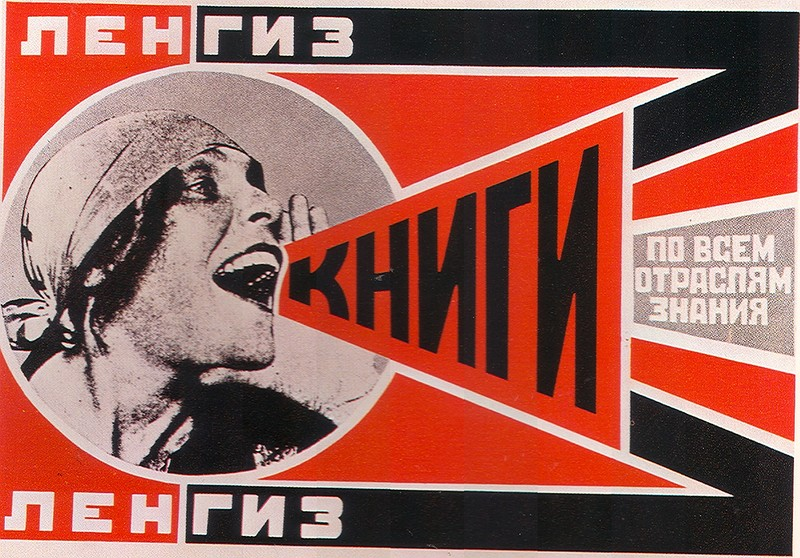 ЛЕНГИЗ
КНИГИ
ПО ВСЕМ
ОТРАСЛЯМ
ЗНАНИЯ
ЛЕНГИЗ